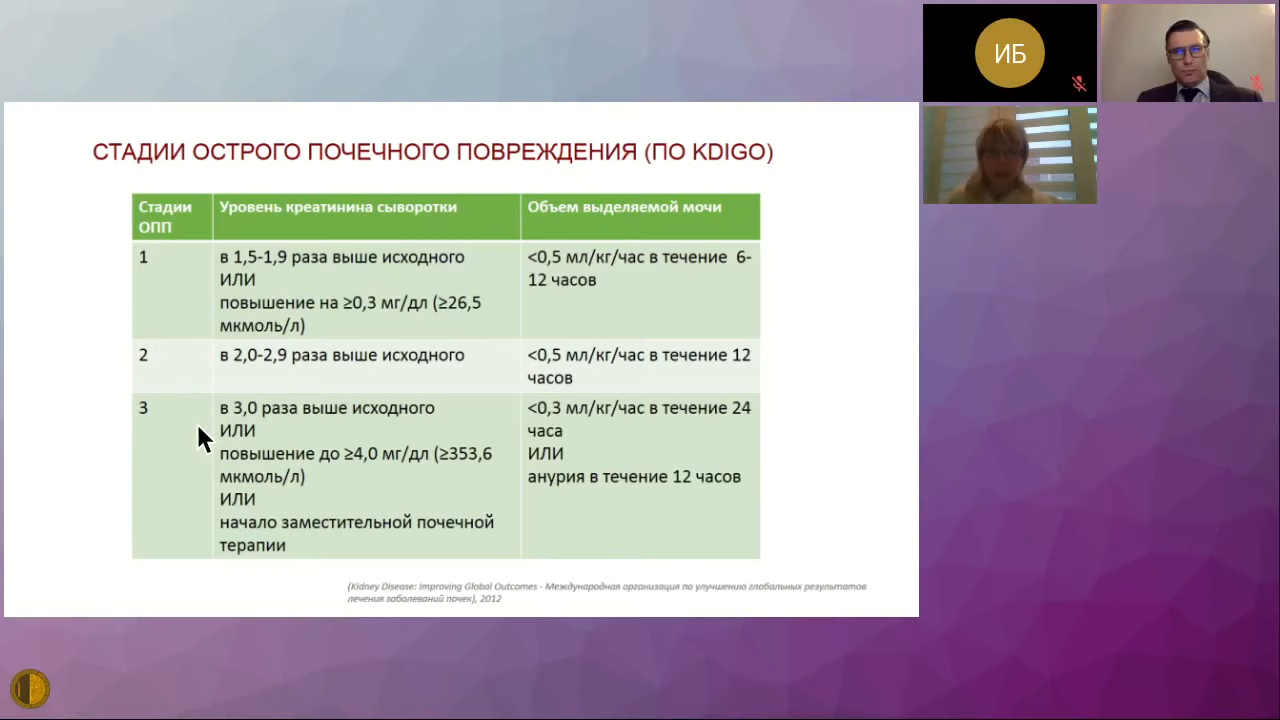 ИБ
СТАДИИ ОСТРОГО ПОЧЕЧНОГО ПОВРЕЖДЕНИЯ (ПО KDIGO)
Стадии ОПП
Уровень креатинина сыворотки
Объем выделяемой мочи
1
в 1,5-1,9 раза выше исходного
ИЛИ
повышение на ≥0,3 мг/дл (≥26,5
мкмоль/л)
<0,5 мл/кг/час в течение 6-
12 часов
2
в 2,0-2,9 раза выше исходного
<0,5 мл/кг/час в течение 12
часов
3
в 3,0 раза выше исходного
ИЛИ
повышение до ≥4,0 мг/дл (≥353,6
мкмоль/л)
ИЛИ
начало заместительной почечной
терапии
<0,3 мл/кг/час в течение 24
часа
ИЛИ
анурия в течение 12 часов
(Kidney Disease: Improving Global Outcomes - Международная организация по улучшению глобальных результатов
лечения заболеваний почек), 2012